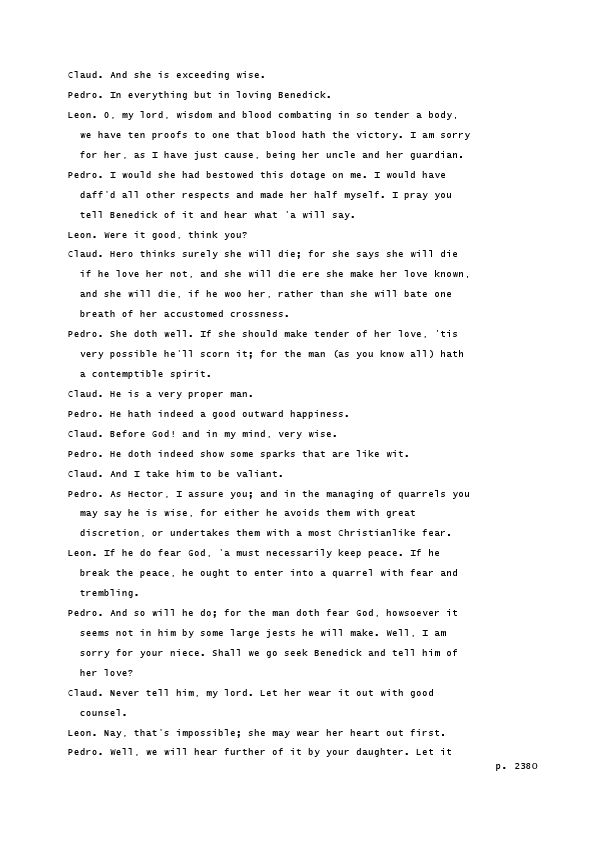 Claud. And she is exceeding wise.
Pedro. In everything but in loving Benedick.
Leon. O, my lord, wisdom and blood combating in so tender a body,
we have ten proofs to one that blood hath the victory. I am sorry
for her, as I have just cause, being her uncle and her guardian.
Pedro. I would she had bestowed this dotage on me. I would have
daff'd all other respects and made her half myself. I pray you
tell Benedick of it and hear what 'a will say.
Leon. Were it good, think you?
Claud. Hero thinks surely she will die; for she says she will die
if he love her not, and she will die ere she make her love known,
and she will die, if he woo her, rather than she will bate one
breath of her accustomed crossness.
Pedro. She doth well. If she should make tender of her love, 'tis
very possible he'll scorn it; for the man (as you know all) hath
a contemptible spirit.
Claud. He is a very proper man.
Pedro. He hath indeed a good outward happiness.
Claud. Before God! and in my mind, very wise.
Pedro. He doth indeed show some sparks that are like wit.
Claud. And I take him to be valiant.
Pedro. As Hector, I assure you; and in the managing of quarrels you
may say he is wise, for either he avoids them with great
discretion, or undertakes them with a most Christianlike fear.
Leon. If he do fear God, 'a must necessarily keep peace. If he
break the peace, he ought to enter into a quarrel with fear and
trembling.
Pedro. And so will he do; for the man doth fear God, howsoever it
seems not in him by some large jests he will make. Well, I am
sorry for your niece. Shall we go seek Benedick and tell him of
her love?
Claud. Never tell him, my lord. Let her wear it out with good
counsel.
Leon. Nay, that's impossible; she may wear her heart out first.
Pedro. Well, we will hear further of it by your daughter. Let it
p. 2380